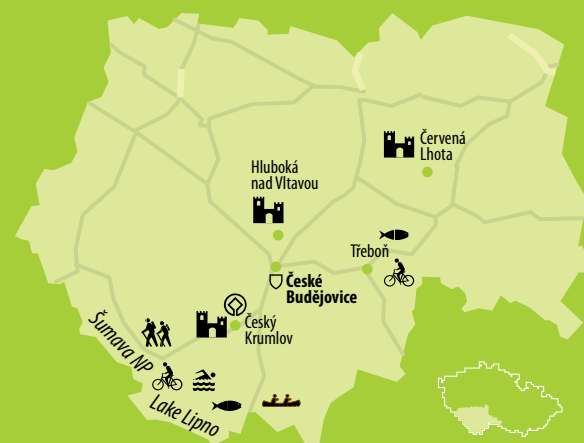 Červená
Lhota
Hluboká
nad Vltavou
Třeboň
České
Budějovice
Český
Krumlov
Šumava NP
Lake Lipno